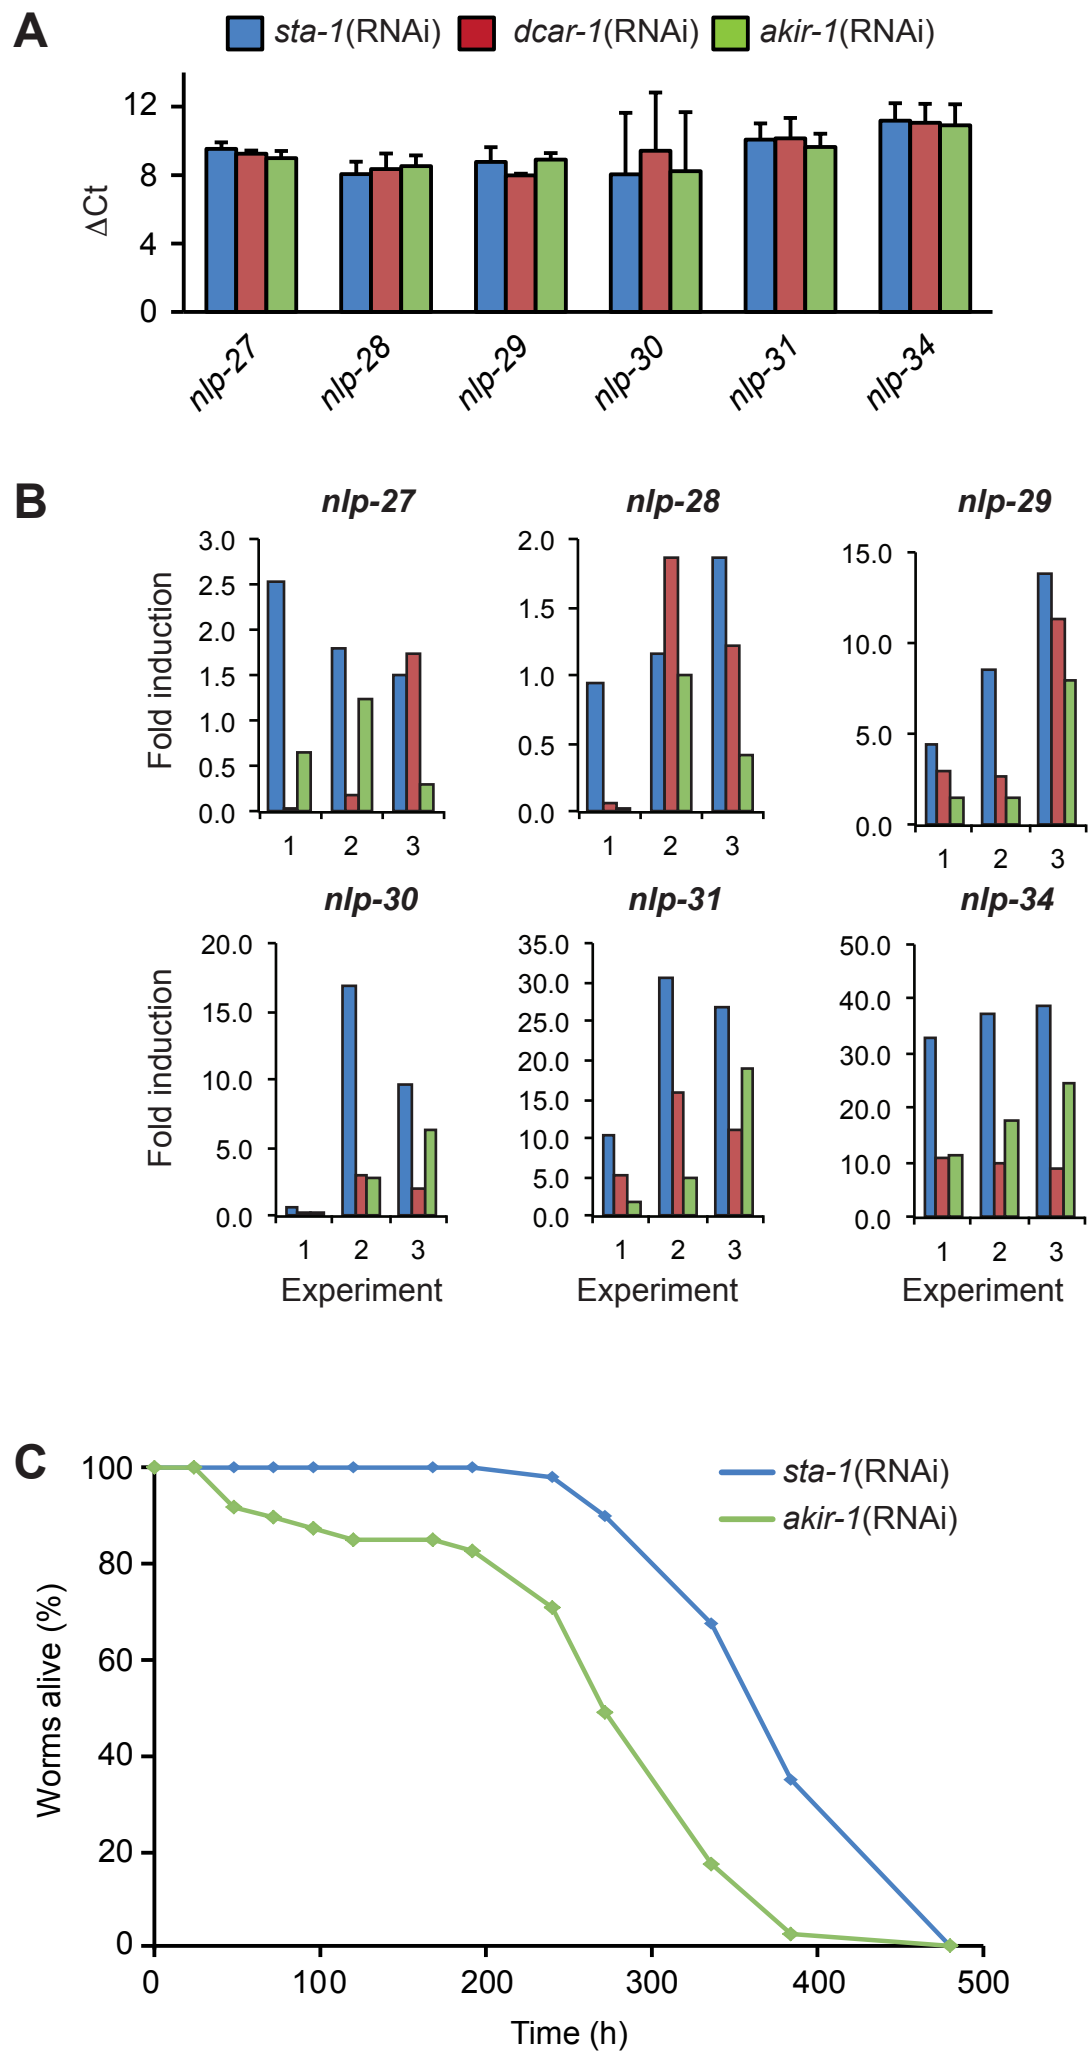 A
sta-1(RNAi) dcar-1(RNAi) akir-1(RNAi)
ΔCt
12
8
4
0
nlp-27 nlp-28 nlp-29 nlp-30 nlp-31 nlp-34
B
nlp-27
Fold induction
3.0
2.5
2.0
1.5
1.0
0.5
0.0
1 2 3
nlp-28
2.0
1.5
1.0
0.5
0.0
1 2 3
nlp-29
15.0
10.0
5.0
0.0
1 2 3
nlp-30
Fold induction
20.0
15.0
10.0
5.0
0.0
1 2 3
Experiment
nlp-31
35.0
30.0
25.0
20.0
15.0
10.0
5.0
0.0
1 2 3
Experiment
nlp-34
50.0
40.0
30.0
20.0
10.0
0.0
1 2 3
Experiment
C
sta-1(RNAi)
akir-1(RNAi)
Worms alive (%)
100
80
60
40
20
0
0 100 200 300 400 500
Time (h)